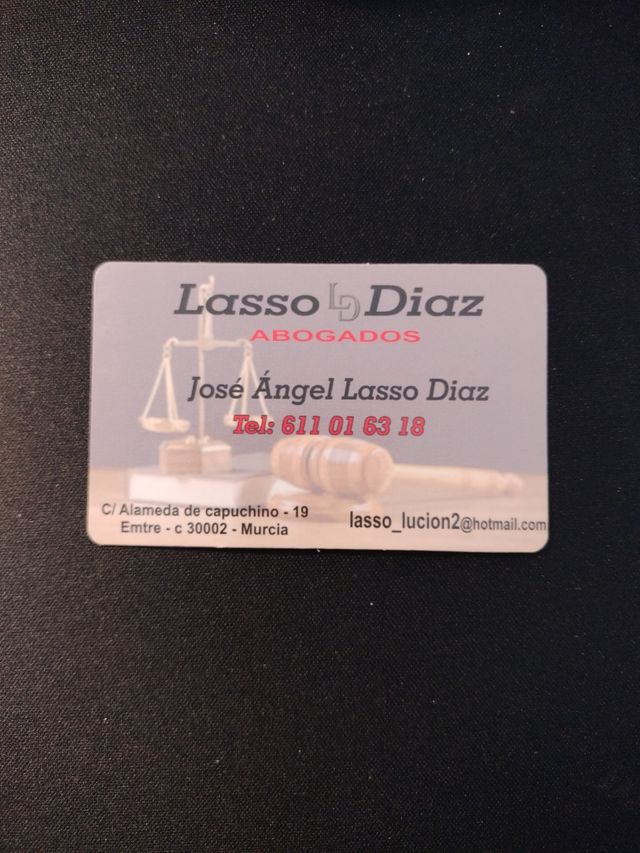 Lasso LD Diaz
ABOGADOS
José Ángel Lasso Diaz
Tel: 611 01 63 18
C/ Alameda de capuchino - 19
Emtre - c 30002 - Murcia
lasso_lucion2@hotmail.com